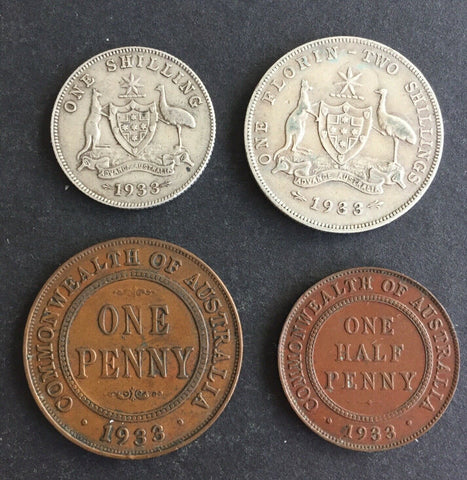 ONE SHILLING
ADVANCE AUSTRALIA
1933
ONE FLORIN - TWO SHILLINGS
ADVANCE AUSTRALIA
1933
COMMONWEALTH OF AUSTRALIA
ONE
PENNY
1933
COMMONWEALTH OF AUSTRALIA
ONE
HALF
PENNY
1933